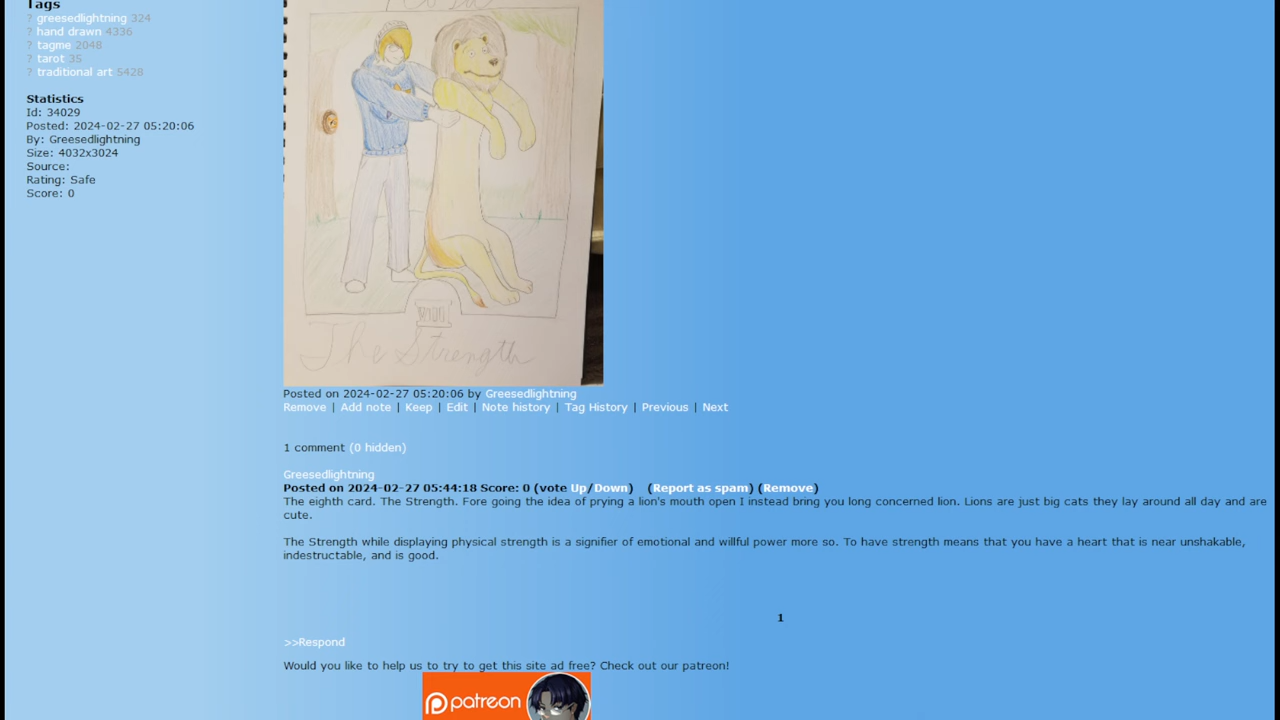 Tags
? greesedlightning 324
? hand drawn 4336
? tagme 2048
? tarot 35
? traditional art 5428
Statistics
Id: 34029
Posted: 2024-02-27 05:20:06
By: Greesedlightning
Size: 4032x3024
Source:
Rating: Safe
Score: 0
VIII
The Strength
Posted on 2024-02-27 05:20:06 by Greesedlightning
Remove | Add note | Keep | Edit | Note history | Tag History | Previous | Next
1 comment (0 hidden)
Greesedlightning
Posted on 2024-02-27 05:44:18 Score: 0 (vote Up/Down) (Report as spam) (Remove)
The eighth card. The Strength. Fore going the idea of prying a lion's mouth open I instead bring you long concerned lion. Lions are just big cats they lay around all day and are
cute.
The Strength while displaying physical strength is a signifier of emotional and willful power more so. To have strength means that you have a heart that is near unshakable,
indestructable, and is good.
1
>>Respond
Would you like to help us to try to get this site ad free? Check out our patreon!
patreon